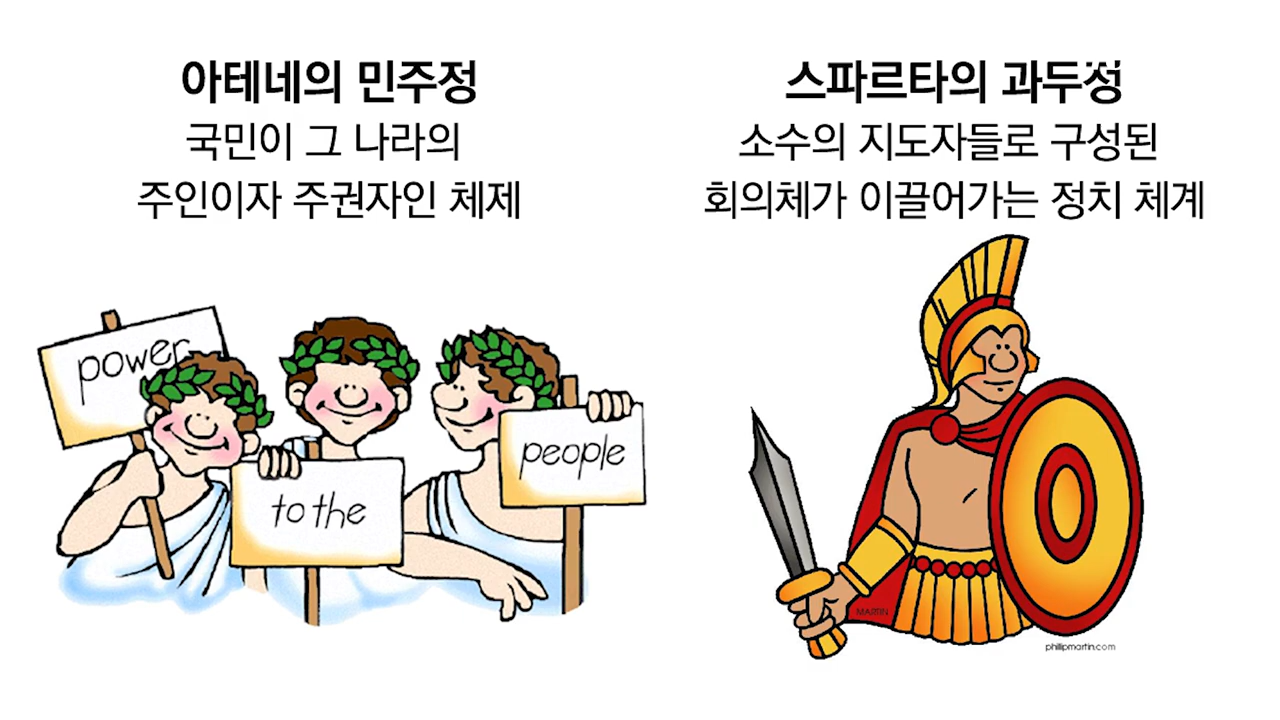 아테네의 민주정
국민이 그 나라의
주인이자 주권자인 체제
스파르타의 과두정
소수의 지도자들로 구성된
회의체가 이끌어가는 정치 체계
power
to the
people
MARTIN
phillipmartin.com